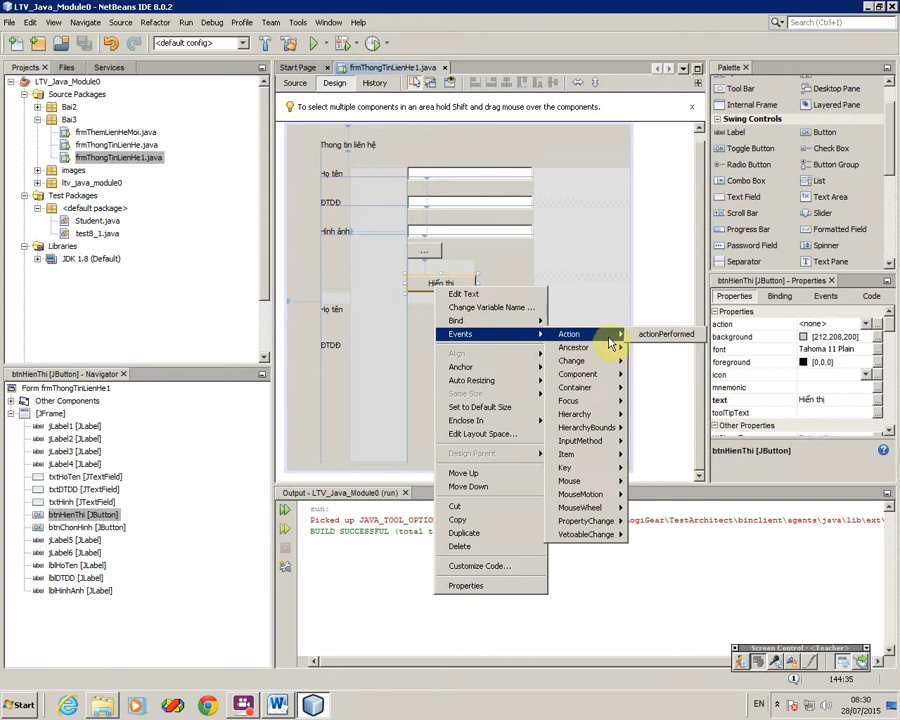 LTV_Java_Module0 - NetBeans IDE 8.0.2
File Edit View Navigate Source Refactor Run Debug Profile Team Tools Window Help
Search (Ctrl+I)
<default config>
Projects Files Services
LTV_Java_Module0
Source Packages
Bai2
Bai3
frmThemLienHeMoi.java
frmThongTinLienHe.java
frmThongTinLienHe1.java
images
ltv_java_module0
Test Packages
<default package>
Student.java
test8_1.java
Libraries
JDK 1.8 (Default)
btnHienThi [JButton] - Navigator
Form frmThongTinLienHe1
Other Components
[JFrame]
jLabel1 [JLabel]
jLabel2 [JLabel]
jLabel3 [JLabel]
jLabel4 [JLabel]
txtHoTen [JTextField]
txtDTDD [JTextField]
txtHinh [JTextField]
btnHienThi [JButton]
btnChonHinh [JButton]
jLabel5 [JLabel]
jLabel6 [JLabel]
lblHoTen [JLabel]
lblDTDD [JLabel]
lblHinhAnh [JLabel]
Start Page frmThongTinLienHe1.java
Source Design History
To select multiple components in an area hold Shift and drag mouse over the components. x
Thong tin liên hệ
Họ tên
ĐTDĐ
Hình ảnh
...
Hiển thị
Họ tên
ĐTDĐ
Edit Text
Change Variable Name ...
Bind
Events
Align
Anchor
Auto Resizing
Same Size
Set to Default Size
Enclose In
Edit Layout Space...
Design Parent
Move Up
Move Down
Cut
Copy
Duplicate
Delete
Customize Code...
Properties
Action
Ancestor
Change
Component
Container
Focus
Hierarchy
HierarchyBounds
InputMethod
Item
Key
Mouse
MouseMotion
MouseWheel
PropertyChange
VetoableChange
actionPerformed
Output - LTV_Java_Module0 (run)
run:
Picked up JAVA_TOOL_OPTIO ogiGear\TestArchitect\binclient\agents\java\lib\ext\
BUILD SUCCESSFUL (total t
Palette
Tool Bar Desktop Pane
Internal Frame Layered Pane
Swing Controls
Label Button
Toggle Button Check Box
Radio Button Button Group
Combo Box List
Text Field Text Area
Scroll Bar Slider
Progress Bar Formatted Field
Password Field Spinner
Separator Text Pane
btnHienThi [JButton] - Properties
Properties Binding Events Code
Properties
action <none>
background [212,208,200]
font Tahoma 11 Plain
foreground [0,0,0]
icon
mnemonic
text Hiển thị
toolTipText
Other Properties
btnHienThi [JButton]
Screen Control - <Teacher>
144:35
Start
EN
08:30
28/07/2015